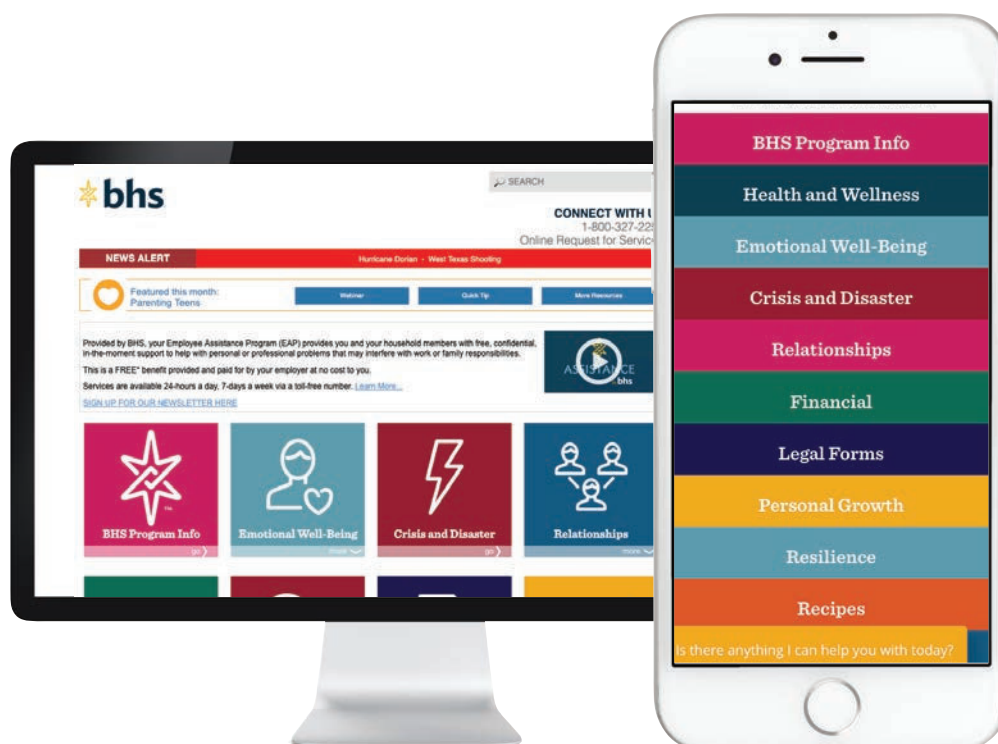 bhs
SEARCH
CONNECT WITH
1-800-327-225
Online Request for Servic
NEWS ALERT
Hurricane Dorian - West Texas Shooting
Featured this month:
Parenting Teens
Webinar
Quick Tip
More Resources
Provided by BHS, your Employee Assistance Program (EAP) provides you and your household members with free, confidential,
in-the-moment support to help with personal or professional problems that may interfere with work or family responsibilities.
This is a FREE* benefit provided and paid for by your employer at no cost to you.
Services are available 24-hours a day, 7-days a week via a toll-free number. Learn More...
SIGN UP FOR OUR NEWSLETTER HERE
ASSISTANCE
bhs
BHS Program Info
go
Emotional Well-Being
more
Crisis and Disaster
go
Relationships
more
BHS Program Info
Health and Wellness
Emotional Well-Being
Crisis and Disaster
Relationships
Financial
Legal Forms
Personal Growth
Resilience
Recipes
Is there anything I can help you with today?